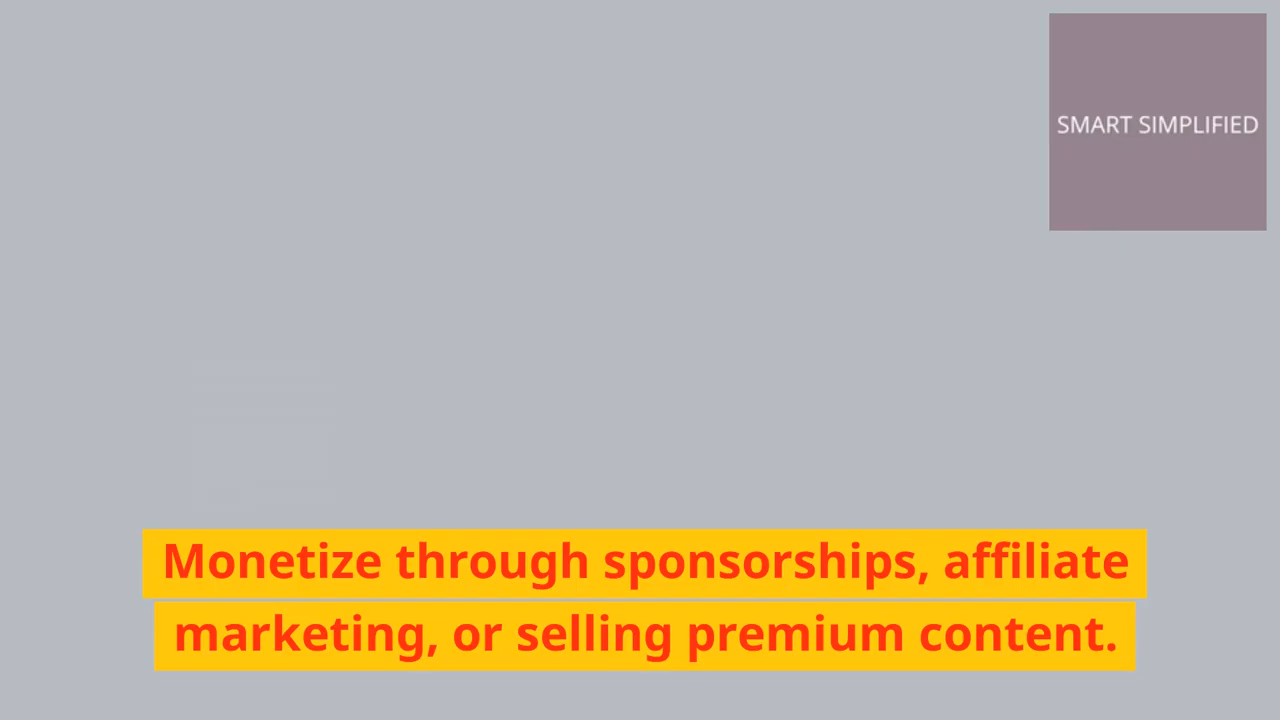 SMART SIMPLIFIED
Monetize through sponsorships, affiliate
marketing, or selling premium content.